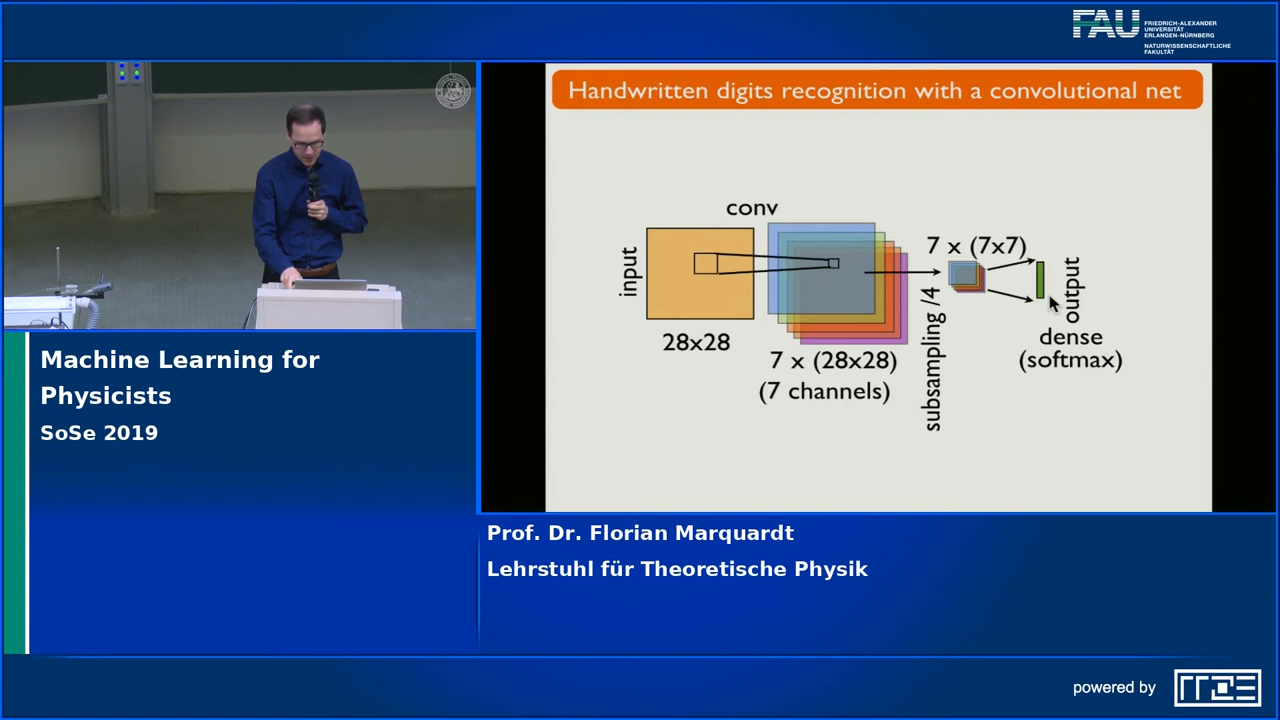 FAU
FRIEDRICH-ALEXANDER
UNIVERSITÄT
ERLANGEN-NÜRNBERG
NATURWISSENSCHAFTLICHE
FAKULTÄT
Handwritten digits recognition with a convolutional net
conv
input
28x28
7 x (28x28)
(7 channels)
subsampling /4
7 x (7x7)
output
dense
(softmax)
Machine Learning for
Physicists
SoSe 2019
Prof. Dr. Florian Marquardt
Lehrstuhl für Theoretische Physik
powered by